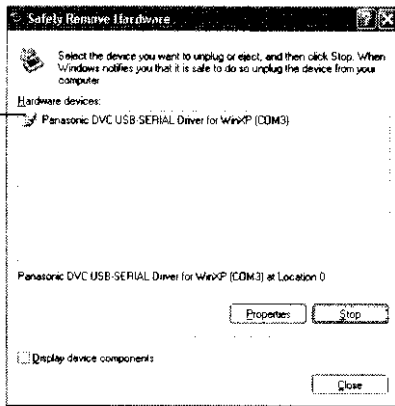 Safely Remove Hardware
Select the device you want to unplug or eject, and then click Stop. When
Windows notifies you that it is safe to do so unplug the device from your
computer
Hardware devices:
Panasonic DVC USB-SERIAL Driver for WinXP (COM3)
Panasonic DVC USB-SERIAL Driver for WinXP (COM3) at Location 0
Properties
Stop
Display device components
Close